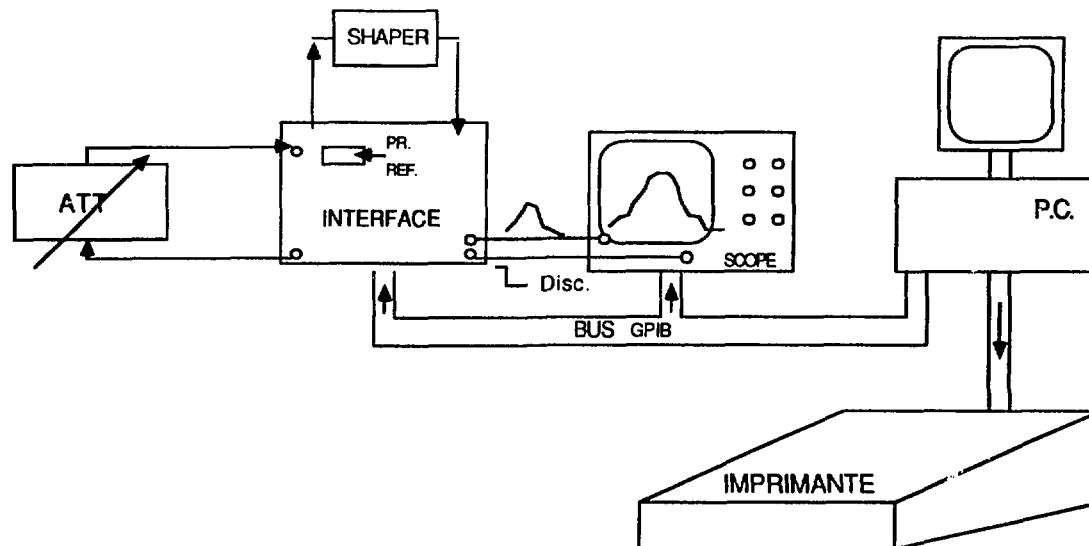 SHAPER
PR.
REF.
ATT
INTERFACE
P.C.
SCOPE
Disc.
BUS GPIB
IMPRIMANTE